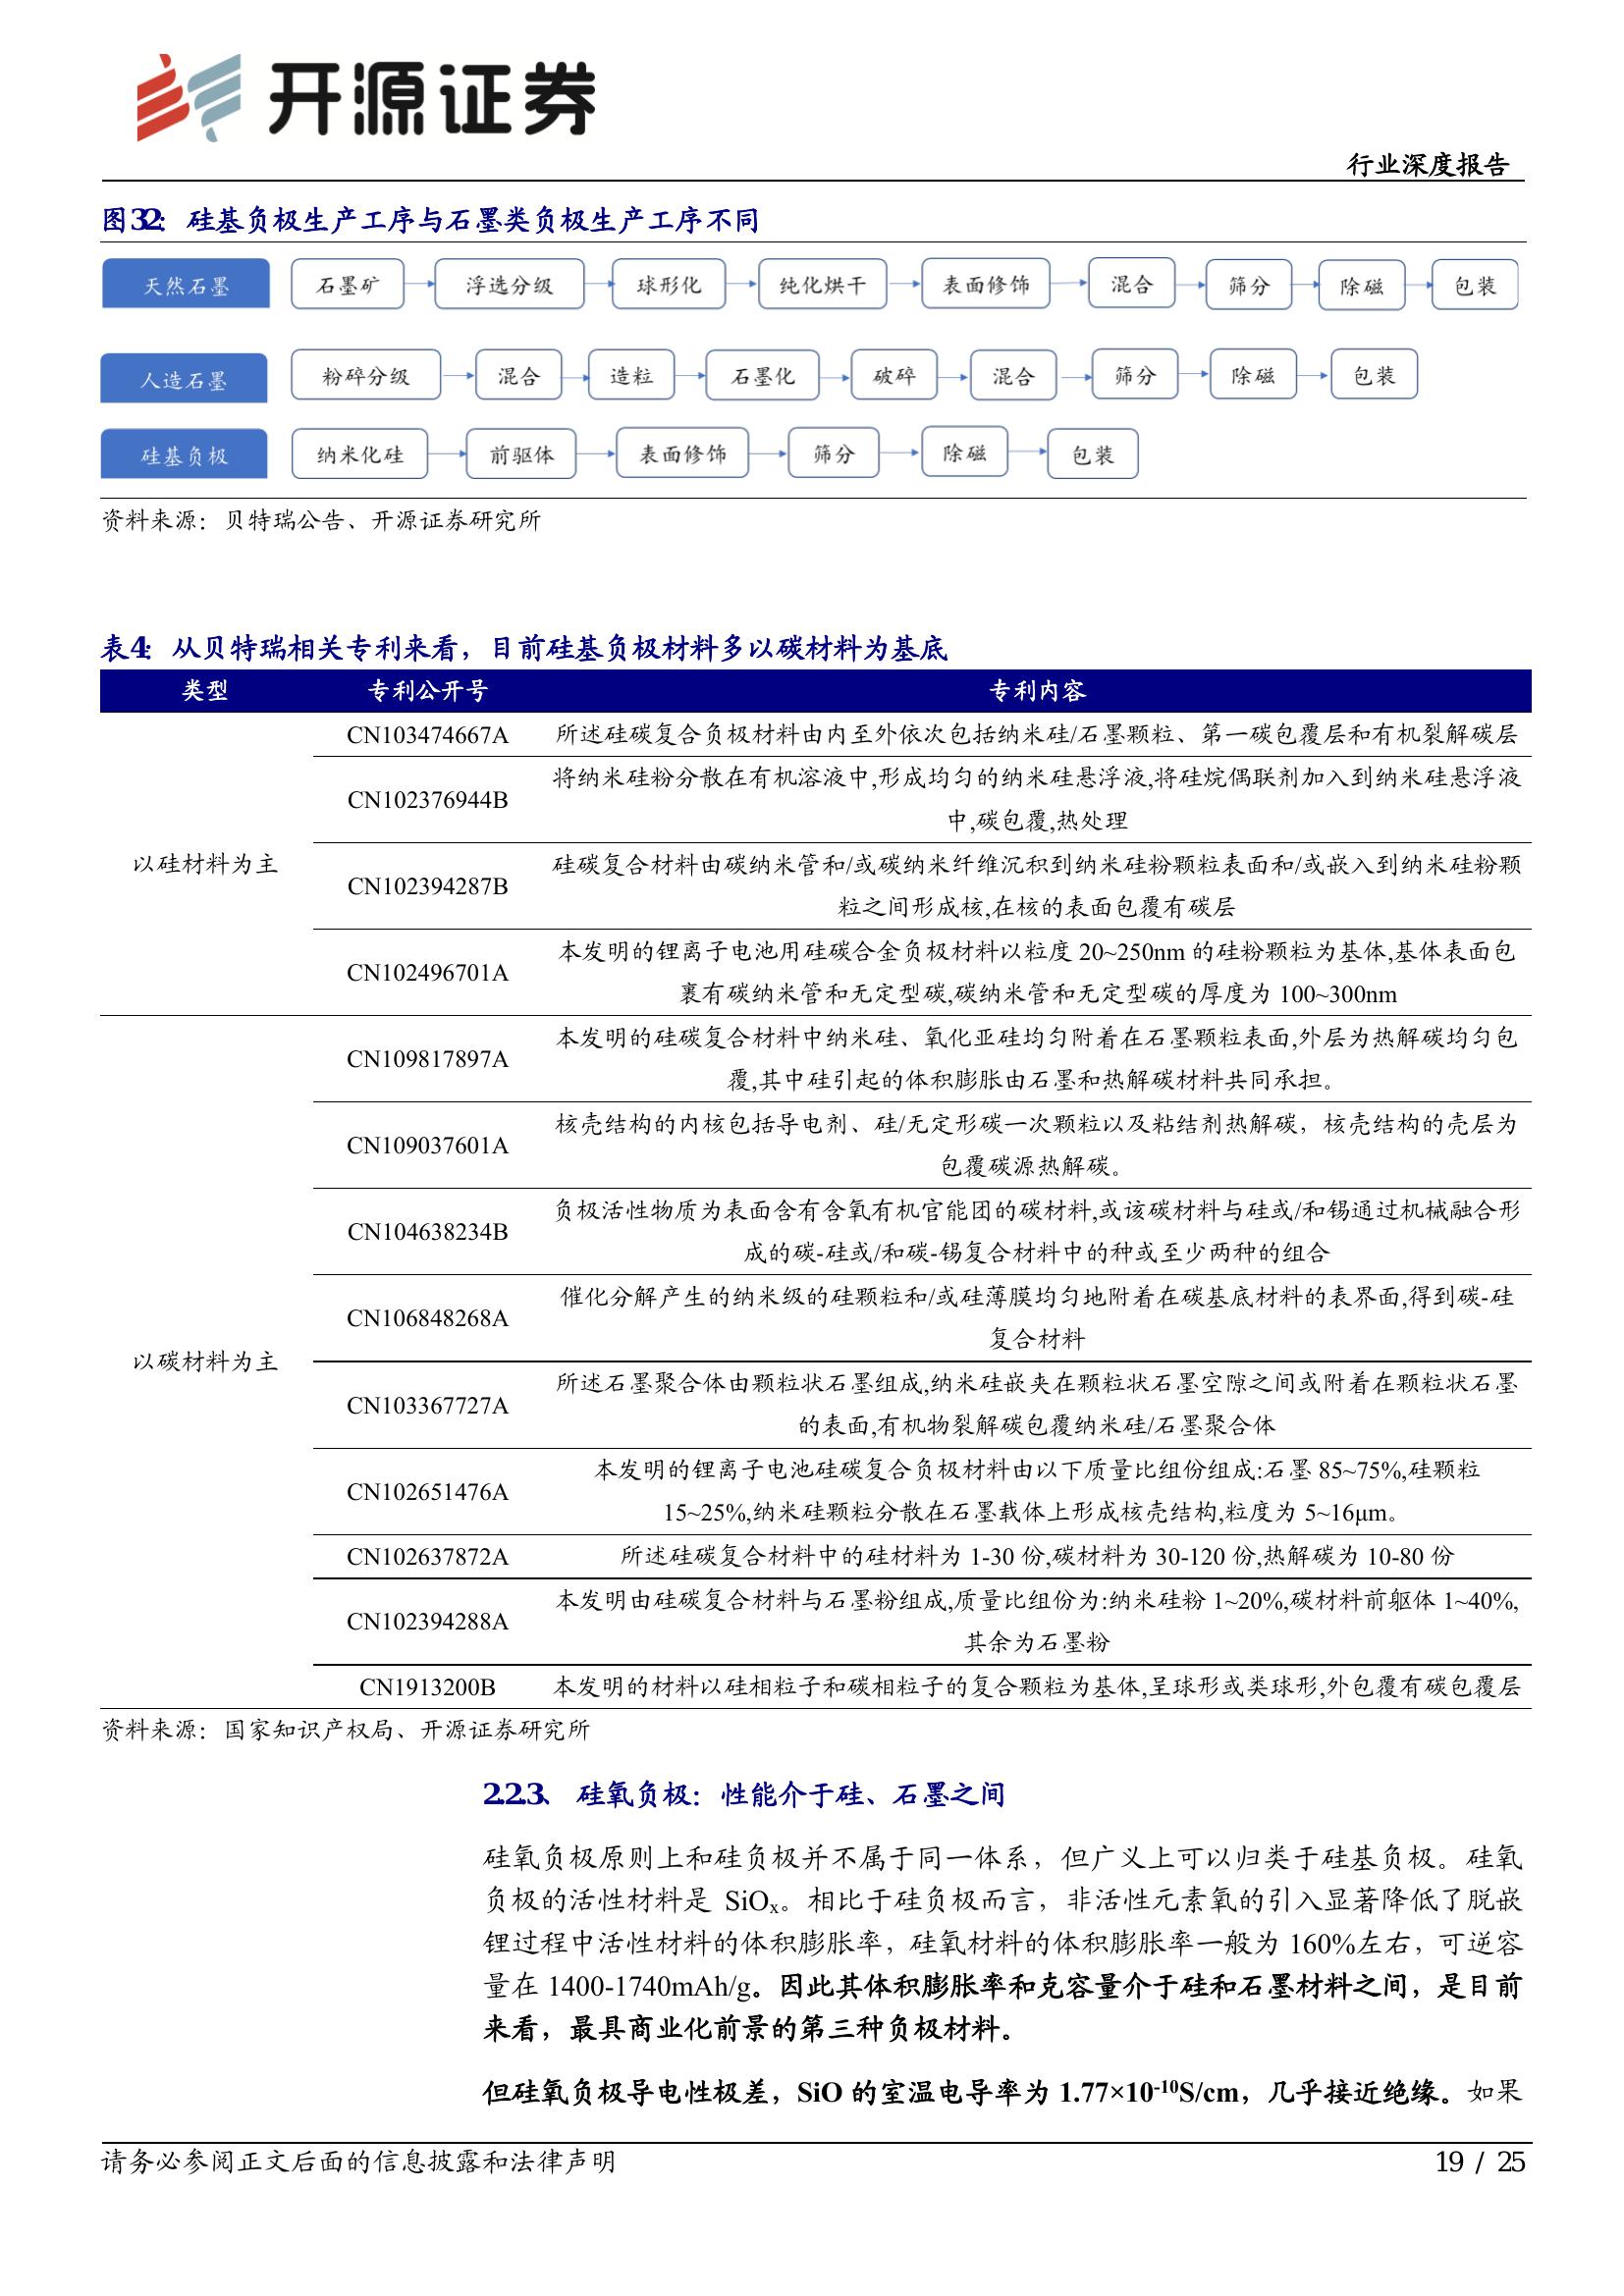 开源证券
行业深度报告
图32：硅基负极生产工序与石墨类负极生产工序不同
天然石墨 石墨矿 浮选分级 球形化 纯化烘干 表面修饰 混合 筛分 除磁 包装
人造石墨 粉碎分级 混合 造粒 石墨化 破碎 混合 筛分 除磁 包装
硅基负极 纳米化硅 前驱体 表面修饰 筛分 除磁 包装
资料来源：贝特瑞公告、开源证券研究所
表4：从贝特瑞相关专利来看，目前硅基负极材料多以碳材料为基底
类型 专利公开号 专利内容
以硅材料为主
CN103474667A 所述硅碳复合负极材料由内至外依次包括纳米硅/石墨颗粒、第一碳包覆层和有机裂解碳层
CN102376944B 将纳米硅粉分散在有机溶液中,形成均匀的纳米硅悬浮液,将硅烷偶联剂加入到纳米硅悬浮液
中,碳包覆,热处理
CN102394287B 硅碳复合材料由碳纳米管和/或碳纳米纤维沉积到纳米硅粉颗粒表面和/或嵌入到纳米硅粉颗
粒之间形成核,在核的表面包覆有碳层
CN102496701A 本发明的锂离子电池用硅碳合金负极材料以粒度 20~250nm 的硅粉颗粒为基体,基体表面包
裹有碳纳米管和无定型碳,碳纳米管和无定型碳的厚度为 100~300nm
以碳材料为主
CN109817897A 本发明的硅碳复合材料中纳米硅、氧化亚硅均匀附着在石墨颗粒表面,外层为热解碳均匀包
覆,其中硅引起的体积膨胀由石墨和热解碳材料共同承担。
CN109037601A 核壳结构的内核包括导电剂、硅/无定形碳一次颗粒以及粘结剂热解碳，核壳结构的壳层为
包覆碳源热解碳。
CN104638234B 负极活性物质为表面含有含氧有机官能团的碳材料,或该碳材料与硅或/和锡通过机械融合形
成的碳-硅或/和碳-锡复合材料中的种或至少两种的组合
CN106848268A 催化分解产生的纳米级的硅颗粒和/或硅薄膜均匀地附着在碳基底材料的表界面,得到碳-硅
复合材料
CN103367727A 所述石墨聚合体由颗粒状石墨组成,纳米硅嵌夹在颗粒状石墨空隙之间或附着在颗粒状石墨
的表面,有机物裂解碳包覆纳米硅/石墨聚合体
CN102651476A 本发明的锂离子电池硅碳复合负极材料由以下质量比组份组成:石墨 85~75%,硅颗粒
15~25%,纳米硅颗粒分散在石墨载体上形成核壳结构,粒度为 5~16μm。
CN102637872A 所述硅碳复合材料中的硅材料为 1-30 份,碳材料为 30-120 份,热解碳为 10-80 份
CN102394288A 本发明由硅碳复合材料与石墨粉组成,质量比组份为:纳米硅粉 1~20%,碳材料前躯体 1~40%,
其余为石墨粉
CN1913200B 本发明的材料以硅相粒子和碳相粒子的复合颗粒为基体,呈球形或类球形,外包覆有碳包覆层
资料来源：国家知识产权局、开源证券研究所
2.2.3、 硅氧负极：性能介于硅、石墨之间
硅氧负极原则上和硅负极并不属于同一体系，但广义上可以归类于硅基负极。硅氧
负极的活性材料是 SiOₓ。相比于硅负极而言，非活性元素氧的引入显著降低了脱嵌
锂过程中活性材料的体积膨胀率，硅氧材料的体积膨胀率一般为 160%左右，可逆容
量在 1400-1740mAh/g。因此其体积膨胀率和克容量介于硅和石墨材料之间，是目前
来看，最具商业化前景的第三种负极材料。
但硅氧负极导电性极差，SiO 的室温电导率为 1.77×10⁻¹⁰S/cm，几乎接近绝缘。如果
请务必参阅正文后面的信息披露和法律声明
19 / 25